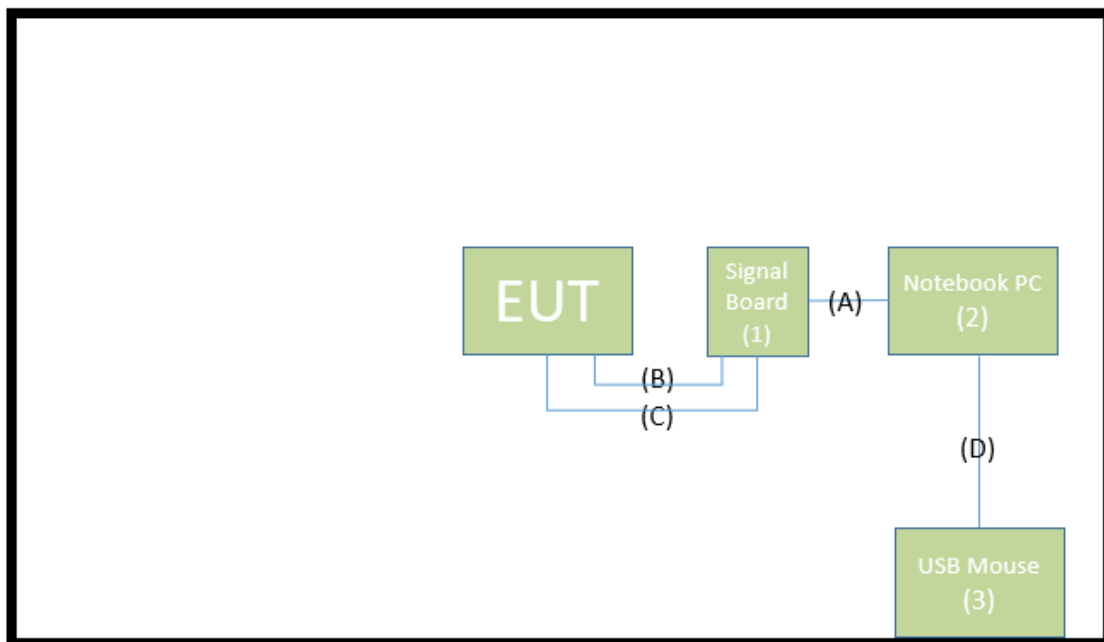 EUT
Signal
Board
(1)
(A)
Notebook PC
(2)
(B)
(C)
(D)
USB Mouse
(3)